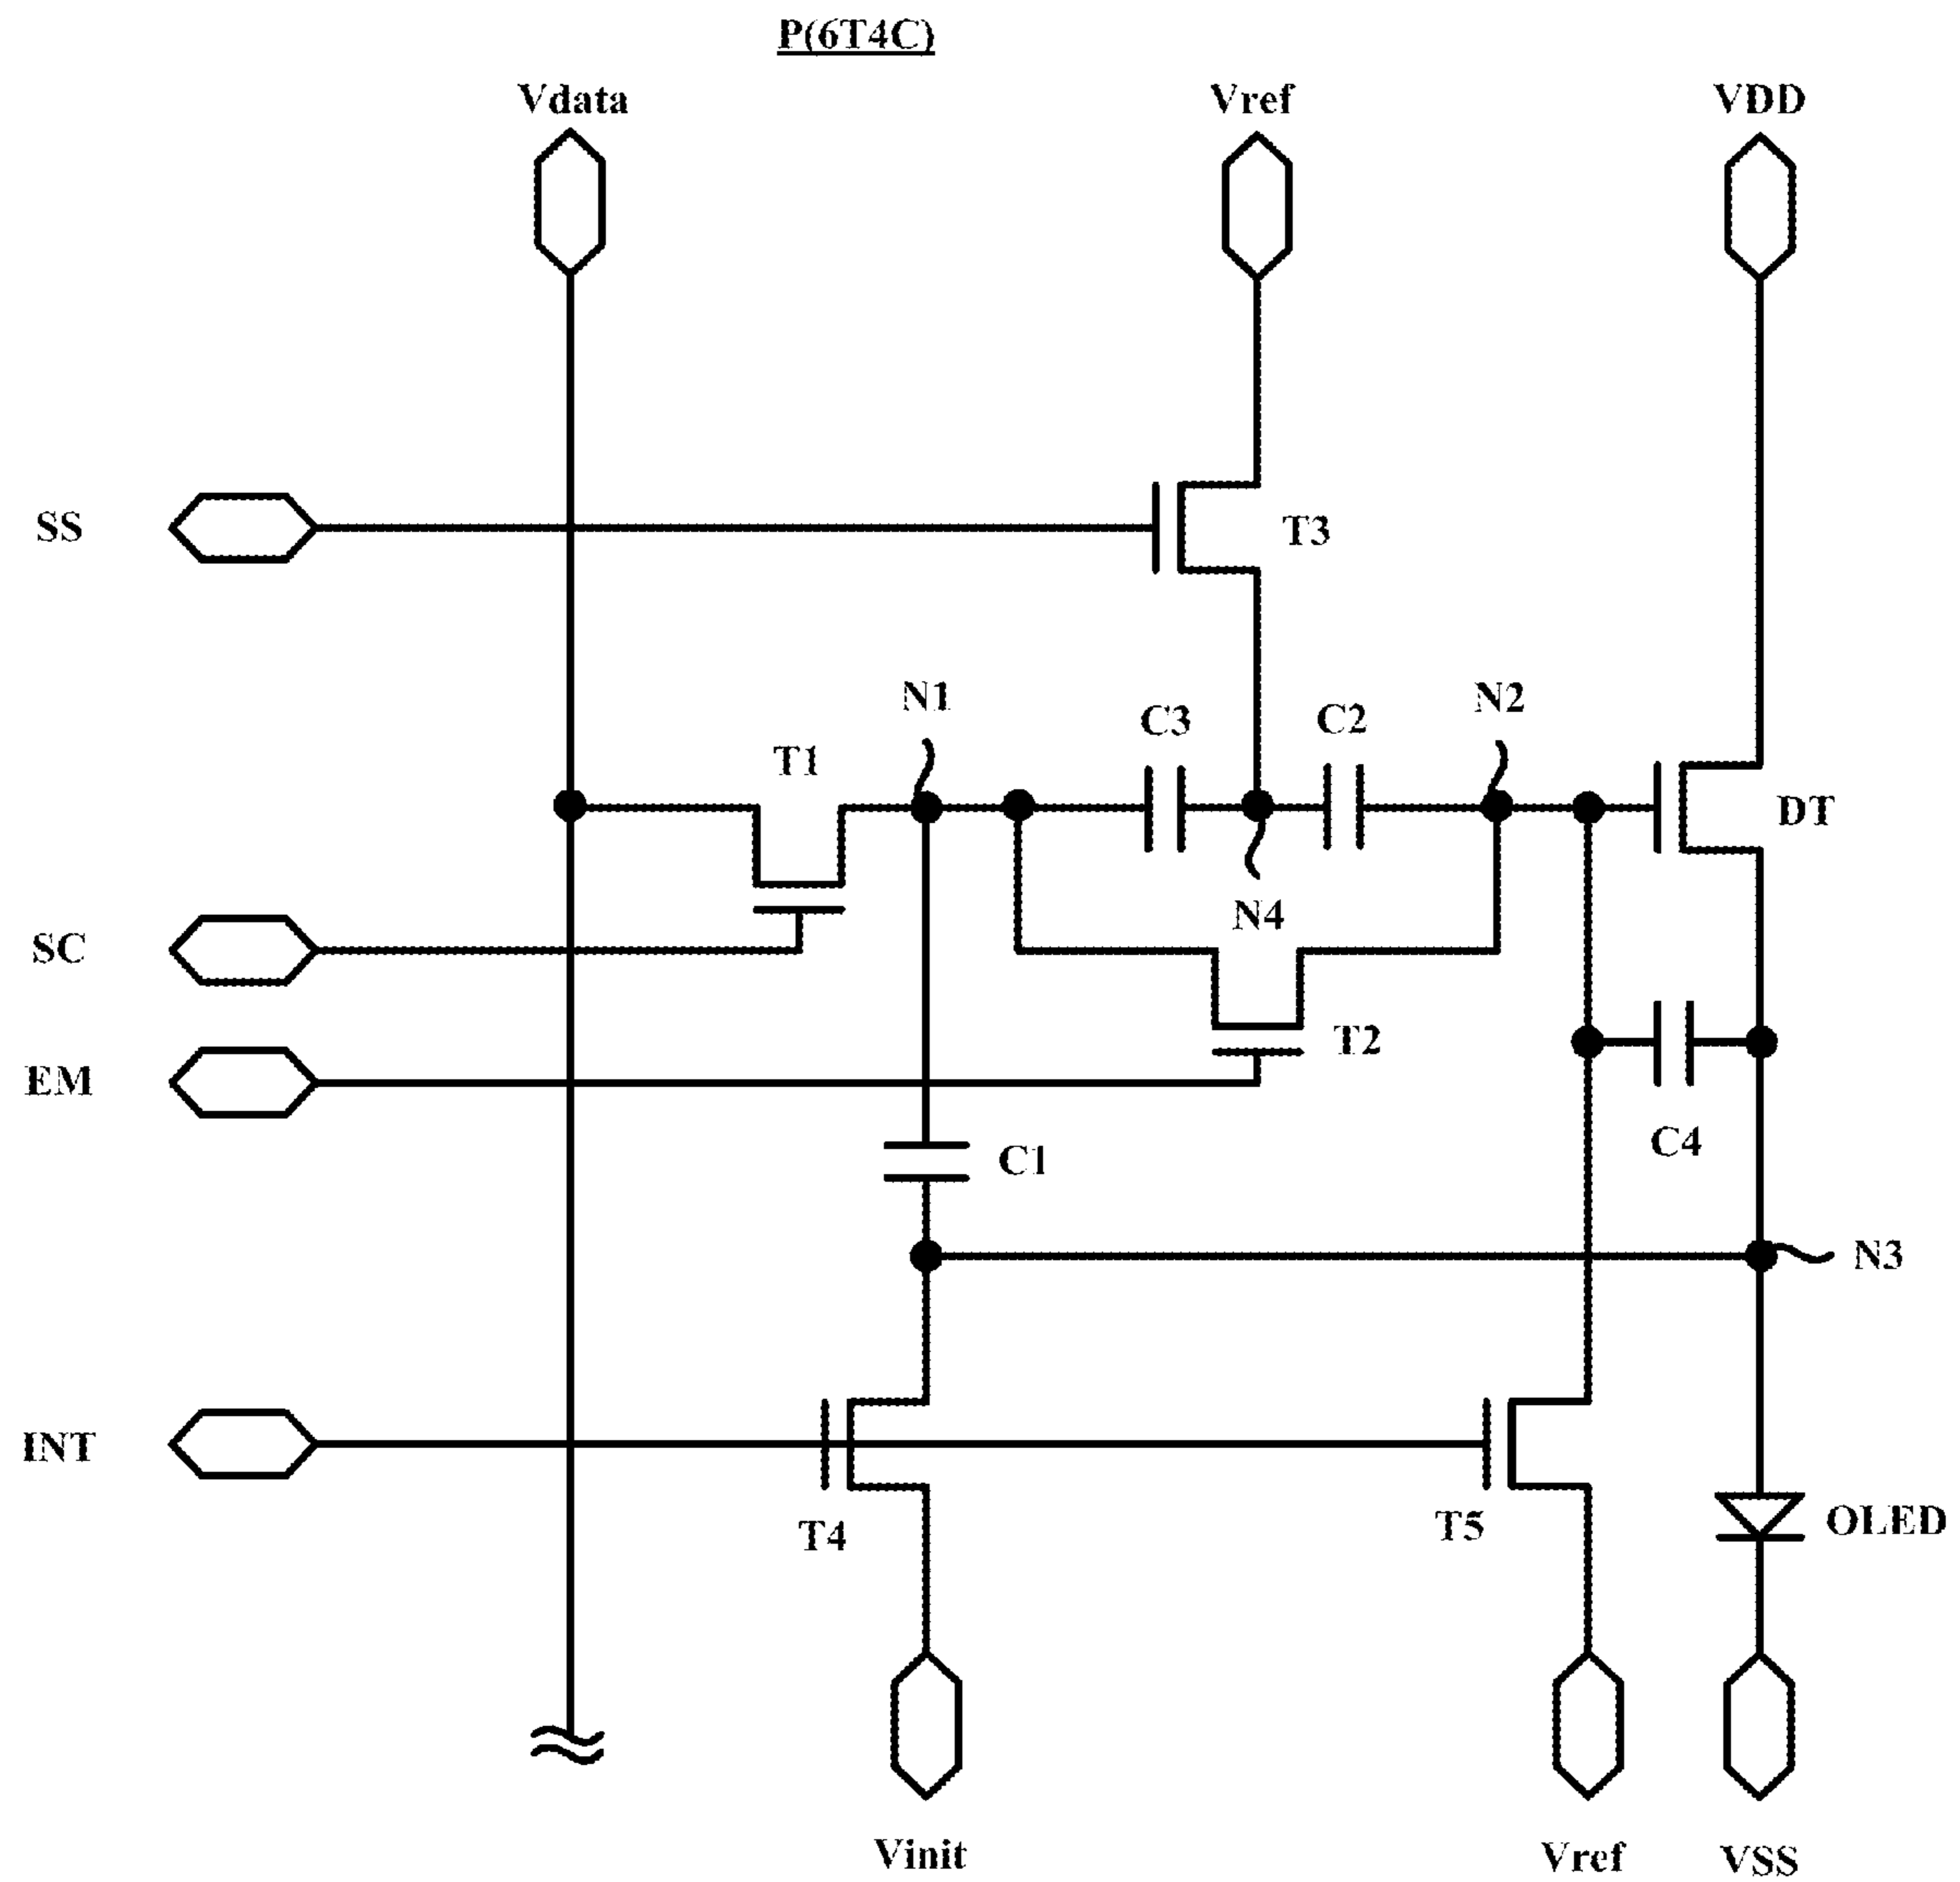 P(6T4C)
Vdata
Vref
VDD
SS
T3
N1
C3
C2
N2
T1
DT
N4
SC
T2
EM
C4
C1
N3
INT
T4
T5
OLED
Vinit
Vref
VSS